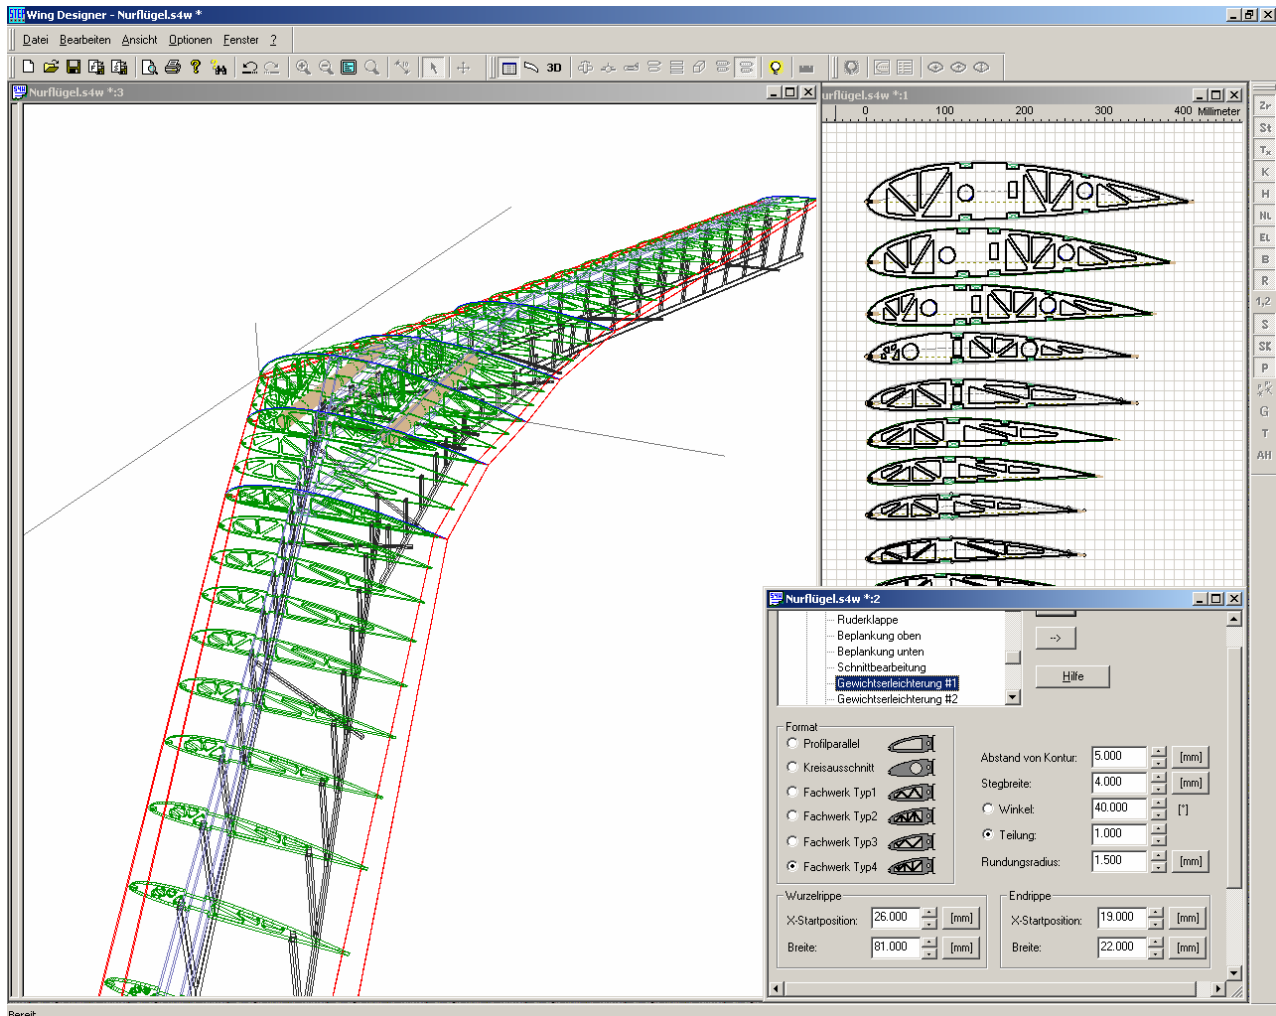 Wing Designer - Nurflügel.s4w *
Datei Bearbeiten Ansicht Optionen Fenster ?
3D
Nurflügel.s4w *:3
urflügel.s4w *:1
0 100 200 300 400 Millimeter
Zr
St
Tx
K
H
NL
EL
B
R
1,2
S
SK
P
G
T
AH
Nurflügel.s4w *:2
Ruderklappe
Beplankung oben
Beplankung unten
Schnittbearbeitung
Gewichtserleichterung #1
Gewichtserleichterung #2
-->
Hilfe
Format
Profilparallel
Kreisausschnitt
Fachwerk Typ1
Fachwerk Typ2
Fachwerk Typ3
Fachwerk Typ4
Abstand von Kontur: 5.000 [mm]
Stegbreite: 4.000 [mm]
Winkel: 40.000 [°]
Teilung: 1.000
Rundungsradius: 1.500 [mm]
Wurzelrippe
X-Startposition: 26.000 [mm]
Breite: 81.000 [mm]
Endrippe
X-Startposition: 19.000 [mm]
Breite: 22.000 [mm]
Bereit